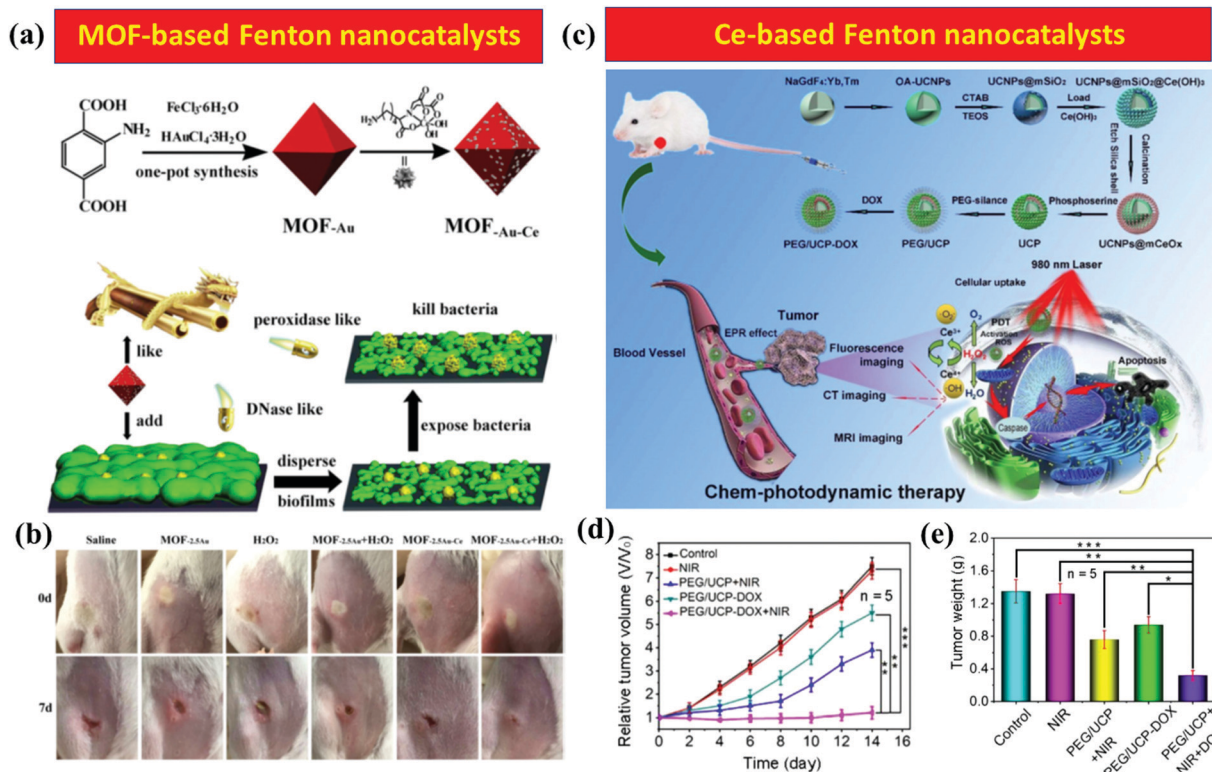 (a)
MOF-based Fenton nanocatalysts
COOH
NH₂
COOH
FeCl₃·6H₂O
HAuCl₄·3H₂O
one-pot synthesis
MOF-Au
H₂N
MOF-Au-Ce
like
add
peroxidase like
DNase like
disperse
biofilms
expose bacteria
kill bacteria
(b)
Saline
MOF-2.5Au
H₂O₂
MOF-2.5Au+H₂O₂
MOF-2.5Au-Ce
MOF-2.5Au-Ce+H₂O₂
0d
7d
(c)
Ce-based Fenton nanocatalysts
NaGdF₄:Yb,Tm
OA-UCNPs
CTAB
TEOS
UCNPs@mSiO₂
Load
Ce(OH)₃
UCNPs@mSiO₂@Ce(OH)₃
Etch Silica shell
Calcination
UCNPs@mCeOx
Phosphoserine
UCP
PEG-silance
PEG/UCP
DOX
PEG/UCP-DOX
980 nm Laser
Cellular uptake
Blood Vessel
EPR effect
Tumor
Fluorescence
imaging
CT imaging
MRI imaging
O₂
O₂
Ce³⁺
H₂O₂
Ce⁴⁺
·OH
H₂O
PDT
Activation
ROS
Apoptosis
Caspase
Chem-photodynamic therapy
(d)
Relative tumor volume (V/V₀)
8
7
6
5
4
3
2
1
0 2 4 6 8 10 12 14 16
Time (day)
Control
NIR
PEG/UCP+NIR
PEG/UCP-DOX
PEG/UCP-DOX+NIR
n = 5
**
**
***
(e)
Tumor weight (g)
1.8
1.2
0.6
0.0
***
**
n = 5
**
*
Control
NIR
PEG/UCP
+NIR
PEG/UCP-DOX
PEG/UCP+